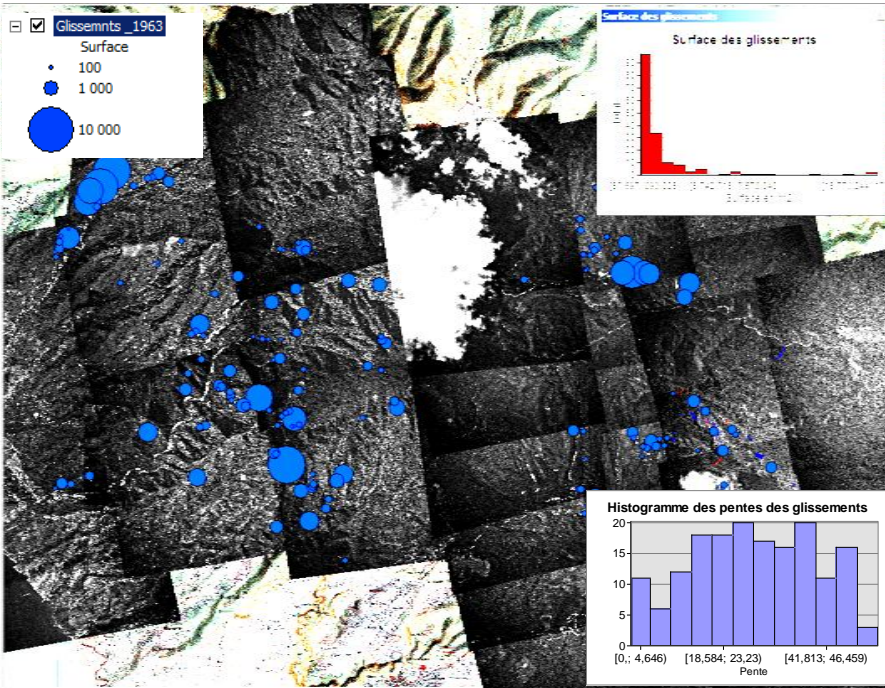 Glissemnts _1963
Surface
100
1 000
10 000
Surface des glissements
Surface des glissements
Histogramme des pentes des glissements
20
15
10
5
0
[0,; 4,646)
[18,584; 23,23)
[41,813; 46,459)
Pente